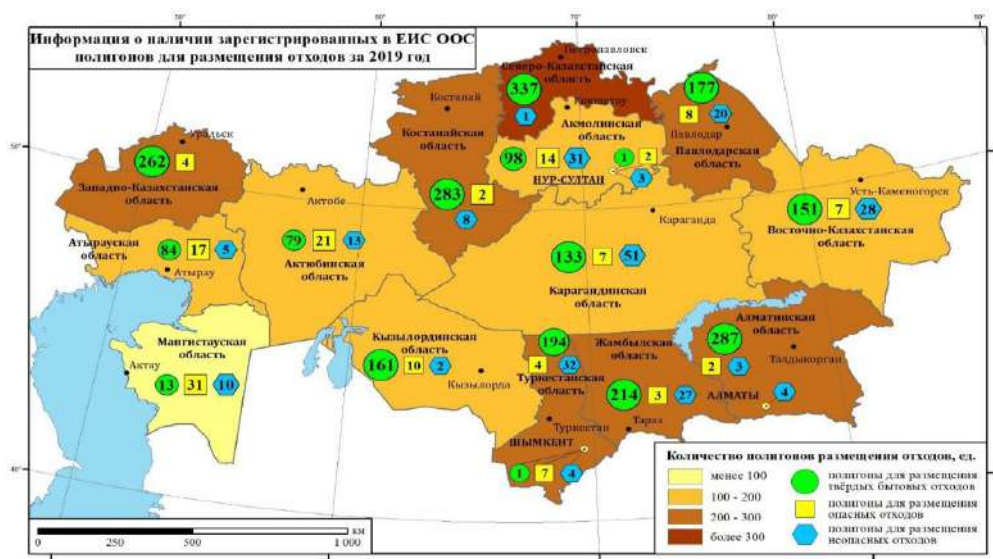 50°
60°
70°
80°
90°
Информация о наличии зарегистрированных в ЕИС ООС
полигонов для размещения отходов за 2019 год
Петропавловск
Северо-Казахстанская
область
337
1
Кокшетау
Акмолинская
область
98
14
31
1
2
3
НУР-СУЛТАН
177
8
20
Павлодар
Павлодарская
область
Костанай
Костанайская
область
283
2
8
Уральск
262
4
Западно-Казахстанская
область
Атырауская
область
84
17
5
Атырау
Актобе
79
21
13
Актюбинская
область
Караганда
133
7
51
Карагандинская
область
Усть-Каменогорск
151
7
28
Восточно-Казахстанская
область
Мангистауская
область
Актау
13
31
10
Кызылординская
область
161
10
2
Кызылорда
194
4
32
Туркестанская
область
Туркестан
Жамбылская
область
214
3
27
Тараз
Алматинская
область
287
2
3
Талдыкорган
АЛМАТЫ
4
ШЫМКЕНТ
1
7
4
50°
40°
0
250
500
1 000
км
Количество полигонов размещения отходов, ед.
менее 100
100 - 200
200 - 300
более 300
полигоны для размещения
твёрдых бытовых отходов
полигоны для размещения
опасных отходов
полигоны для размещения
неопасных отходов